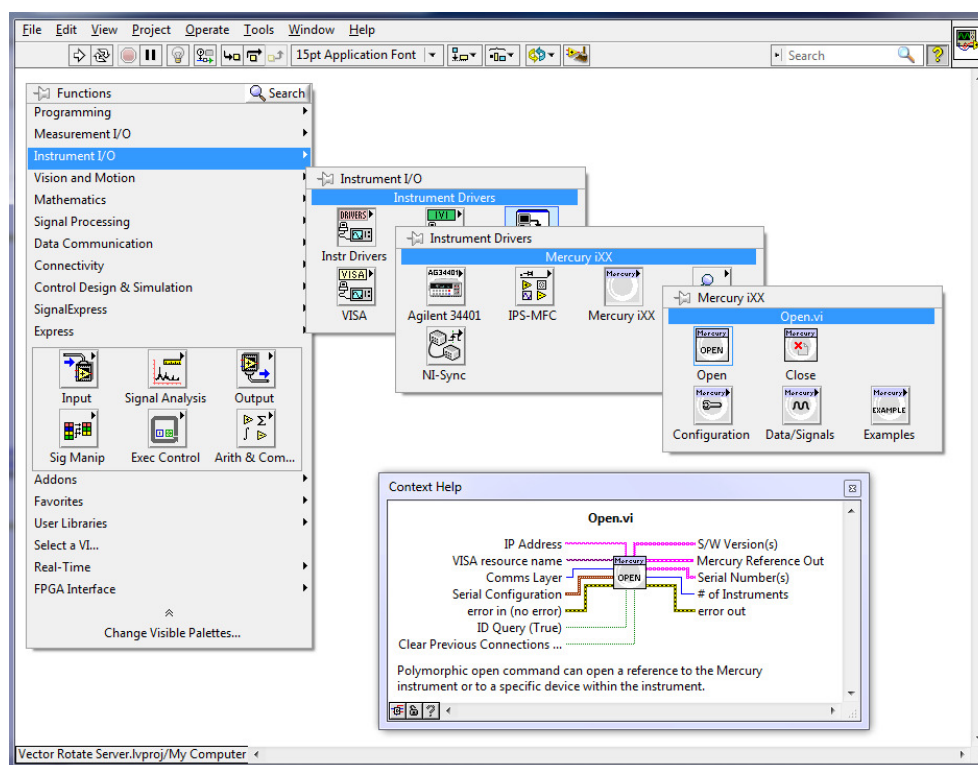 File Edit View Project Operate Tools Window Help
15pt Application Font
Search
?
Functions
Search
Programming
Measurement I/O
Instrument I/O
Vision and Motion
Mathematics
Signal Processing
Data Communication
Connectivity
Control Design & Simulation
SignalExpress
Express
Input Signal Analysis Output
Sig Manip Exec Control Arith & Com...
Addons
Favorites
User Libraries
Select a VI...
Real-Time
FPGA Interface
Change Visible Palettes...
Instrument I/O
Instrument Drivers
DRIVERS IVI
Instr Drivers
VISA
VISA
Instrument Drivers
Mercury iXX
AG34401 Mercury
Agilent 34401 IPS-MFC Mercury iXX
NI-Sync
Mercury iXX
Open.vi
Mercury Mercury
OPEN
Open Close
Mercury Mercury Mercury
EXAMPLE
Configuration Data/Signals Examples
Context Help
Open.vi
IP Address S/W Version(s)
VISA resource name Mercury Mercury Reference Out
Comms Layer OPEN Serial Number(s)
Serial Configuration # of Instruments
error in (no error) error out
ID Query (True)
Clear Previous Connections ...
Polymorphic open command can open a reference to the Mercury
instrument or to a specific device within the instrument.
?
Vector Rotate Server.lvproj/My Computer